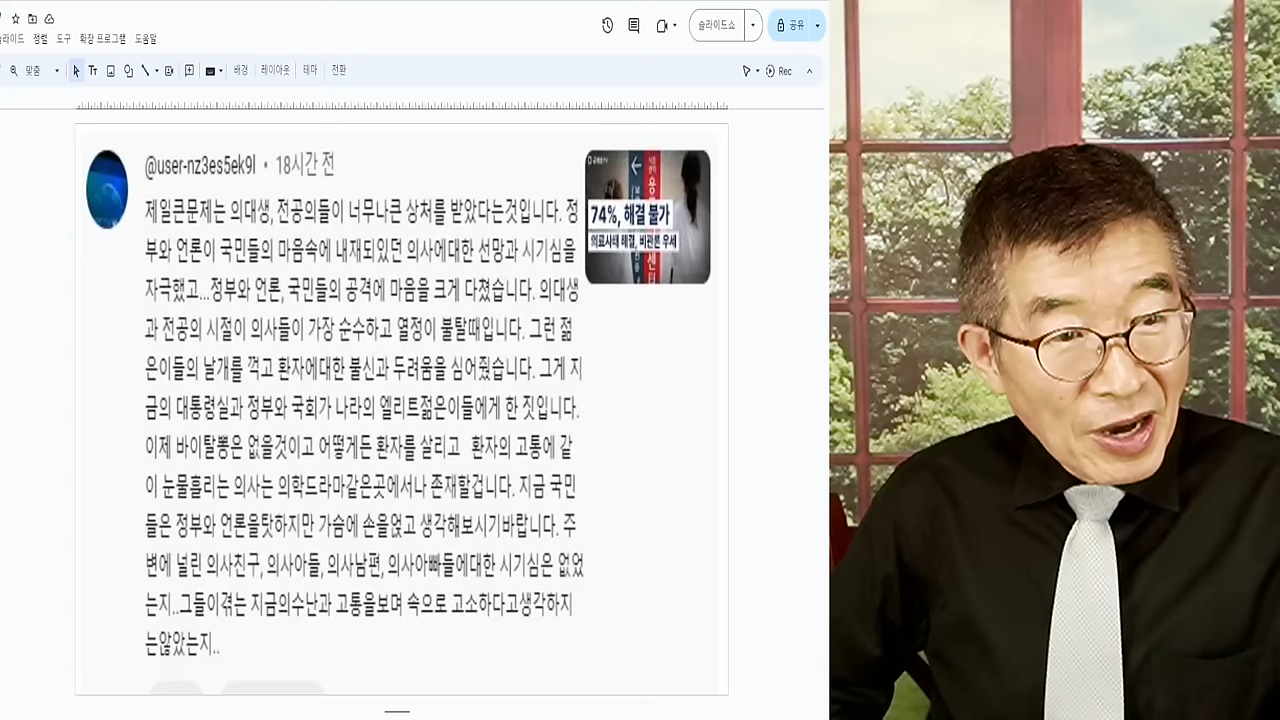 슬라이드쇼
공유
라이드 정렬 도구 확장 프로그램 도움말
맞춤 배경 레이아웃 테마 전환 Rec
@user-nz3es5ek9l • 18시간 전
제일큰문제는 의대생, 전공의들이 너무나큰 상처를 받았다는것입니다. 정
부와 언론이 국민들의 마음속에 내재되있던 의사에대한 선망과 시기심을
자극했고...정부와 언론, 국민들의 공격에 마음을 크게 다쳤습니다. 의대생
과 전공의 시절이 의사들이 가장 순수하고 열정이 불탈때입니다. 그런 젊
은이들의 날개를 꺽고 환자에대한 불신과 두려움을 심어줬습니다. 그게 지
금의 대통령실과 정부와 국회가 나라의 엘리트젊은이들에게 한 짓입니다.
이제 바이탈뽕은 없을것이고 어떻게든 환자를 살리고 환자의 고통에 같
이 눈물흘리는 의사는 의학드라마같은곳에서나 존재할겁니다. 지금 국민
들은 정부와 언론을탓하지만 가슴에 손을얹고 생각해보시기바랍니다. 주
변에 널린 의사친구, 의사아들, 의사남편, 의사아빠들에대한 시기심은 없었
는지..그들이겪는 지금의수난과 고통을보며 속으로 고소하다고생각하지
는않았는지..
74%, 해결 불가
의료사태 해결, 비관론 우세